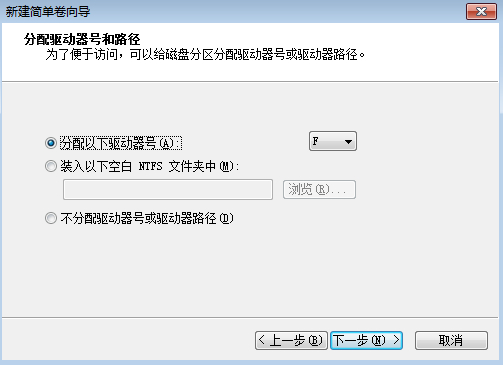 新建简单卷向导
分配驱动器号和路径
为了便于访问，可以给磁盘分区分配驱动器号或驱动器路径。
分配以下驱动器号(A): F
装入以下空白 NTFS 文件夹中(M):
浏览(R)...
不分配驱动器号或驱动器路径(D)
< 上一步(B) 下一步(N) > 取消